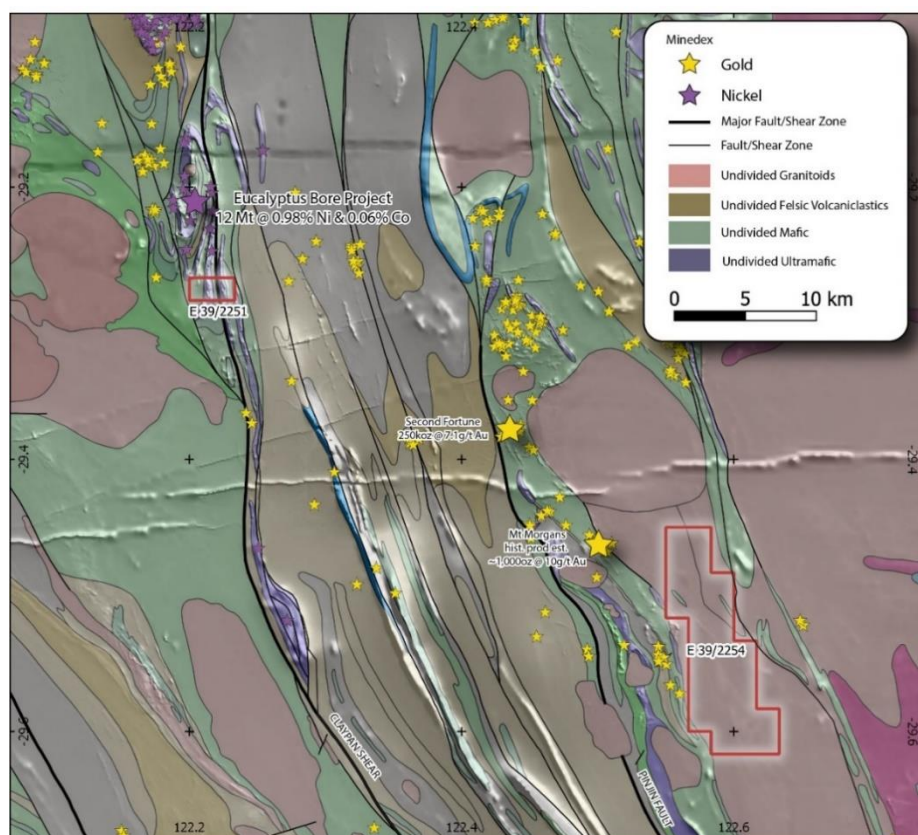 122.2
122.4
Minedex
Gold
Nickel
Major Fault/Shear Zone
Fault/Shear Zone
Undivided Granitoids
Undivided Felsic Volcaniclastics
Undivided Mafic
Undivided Ultramafic
0 5 10 km
-29.2
Eucalyptus Bore Project
12 Mt @ 0.98% Ni & 0.06% Co
E 39/2251
Second Fortune
250koz @ 7.1g/t Au
-29.4
-29.4
Mt Morgans
hist. prod est.
~1,000oz @ 10g/t Au
E 39/2254
-29.6
-29.6
CLAYPAN SHEAR
PINJIN FAULT
122.2
122.4
122.6